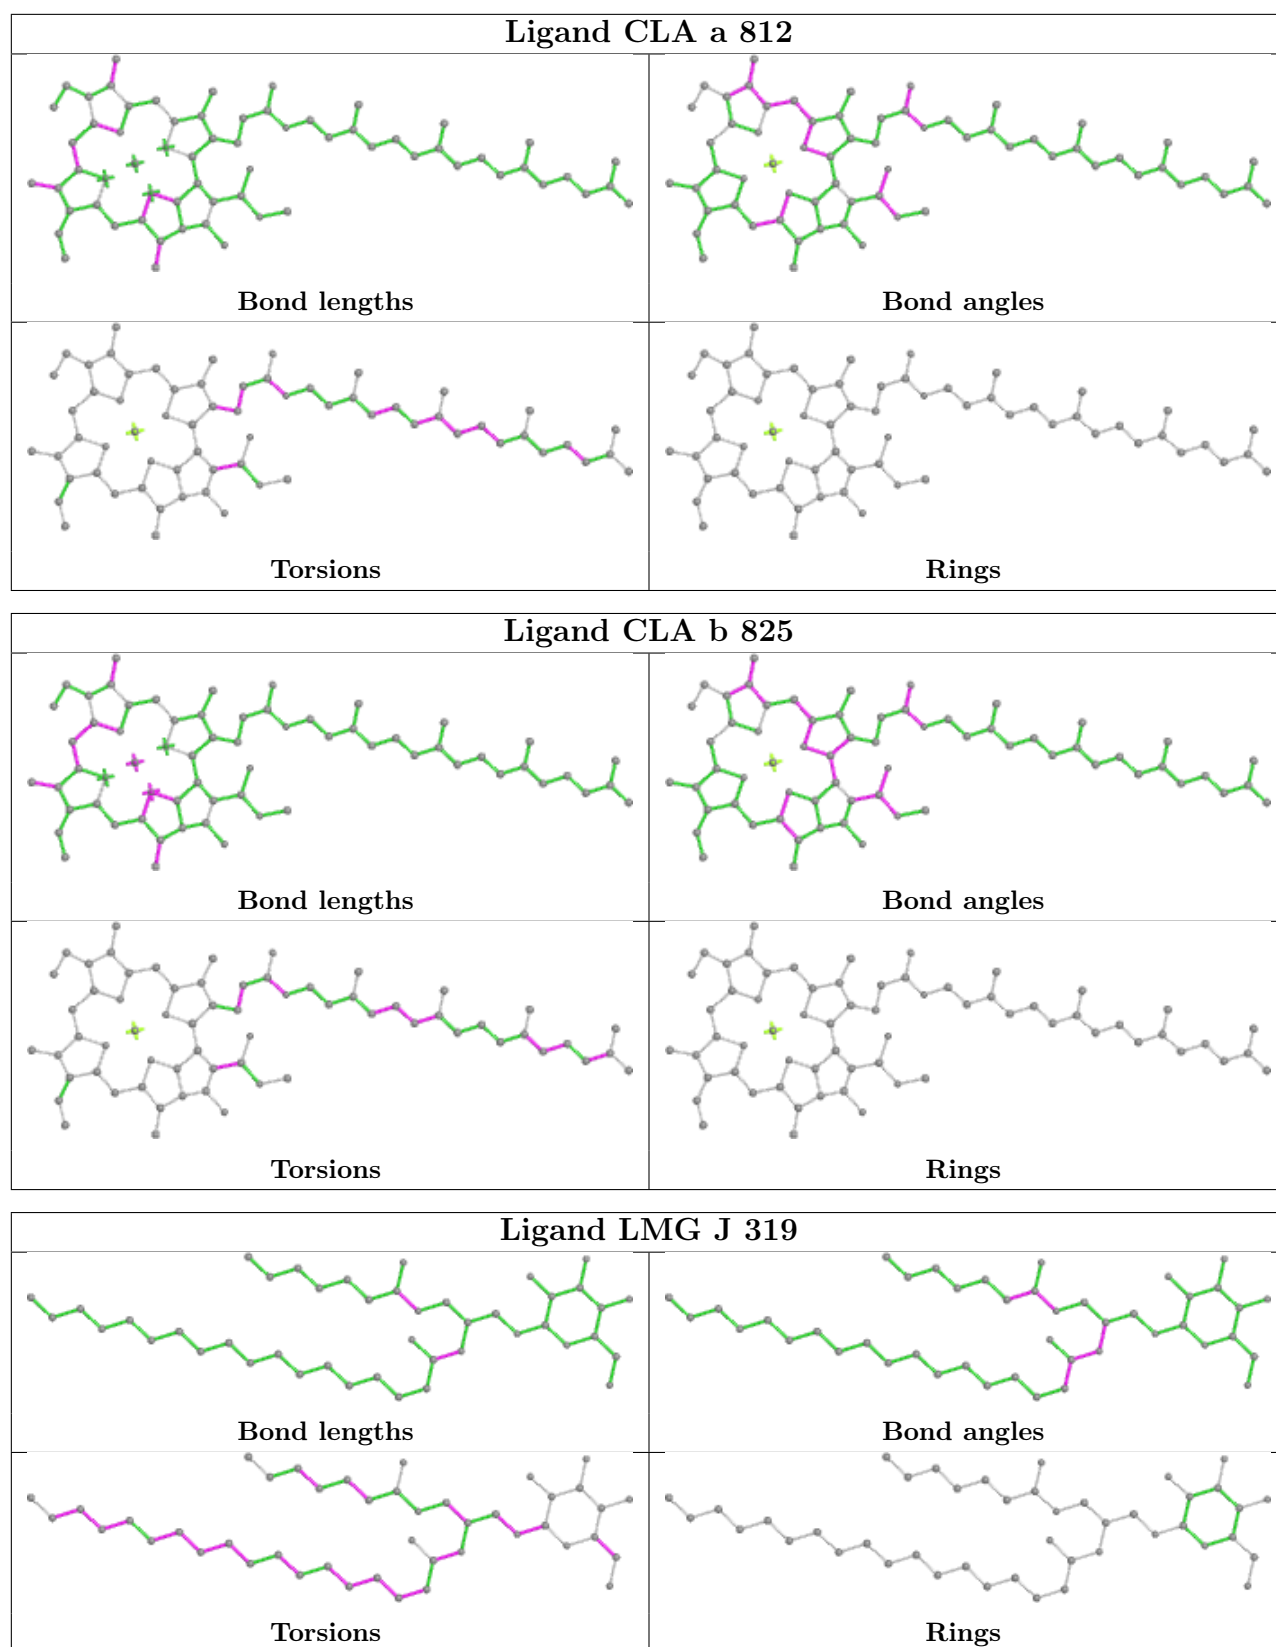 Ligand CLA a 812
Bond lengths
Bond angles
Torsions
Rings
Ligand CLA b 825
Bond lengths
Bond angles
Torsions
Rings
Ligand LMG J 319
Bond lengths
Bond angles
Torsions
Rings